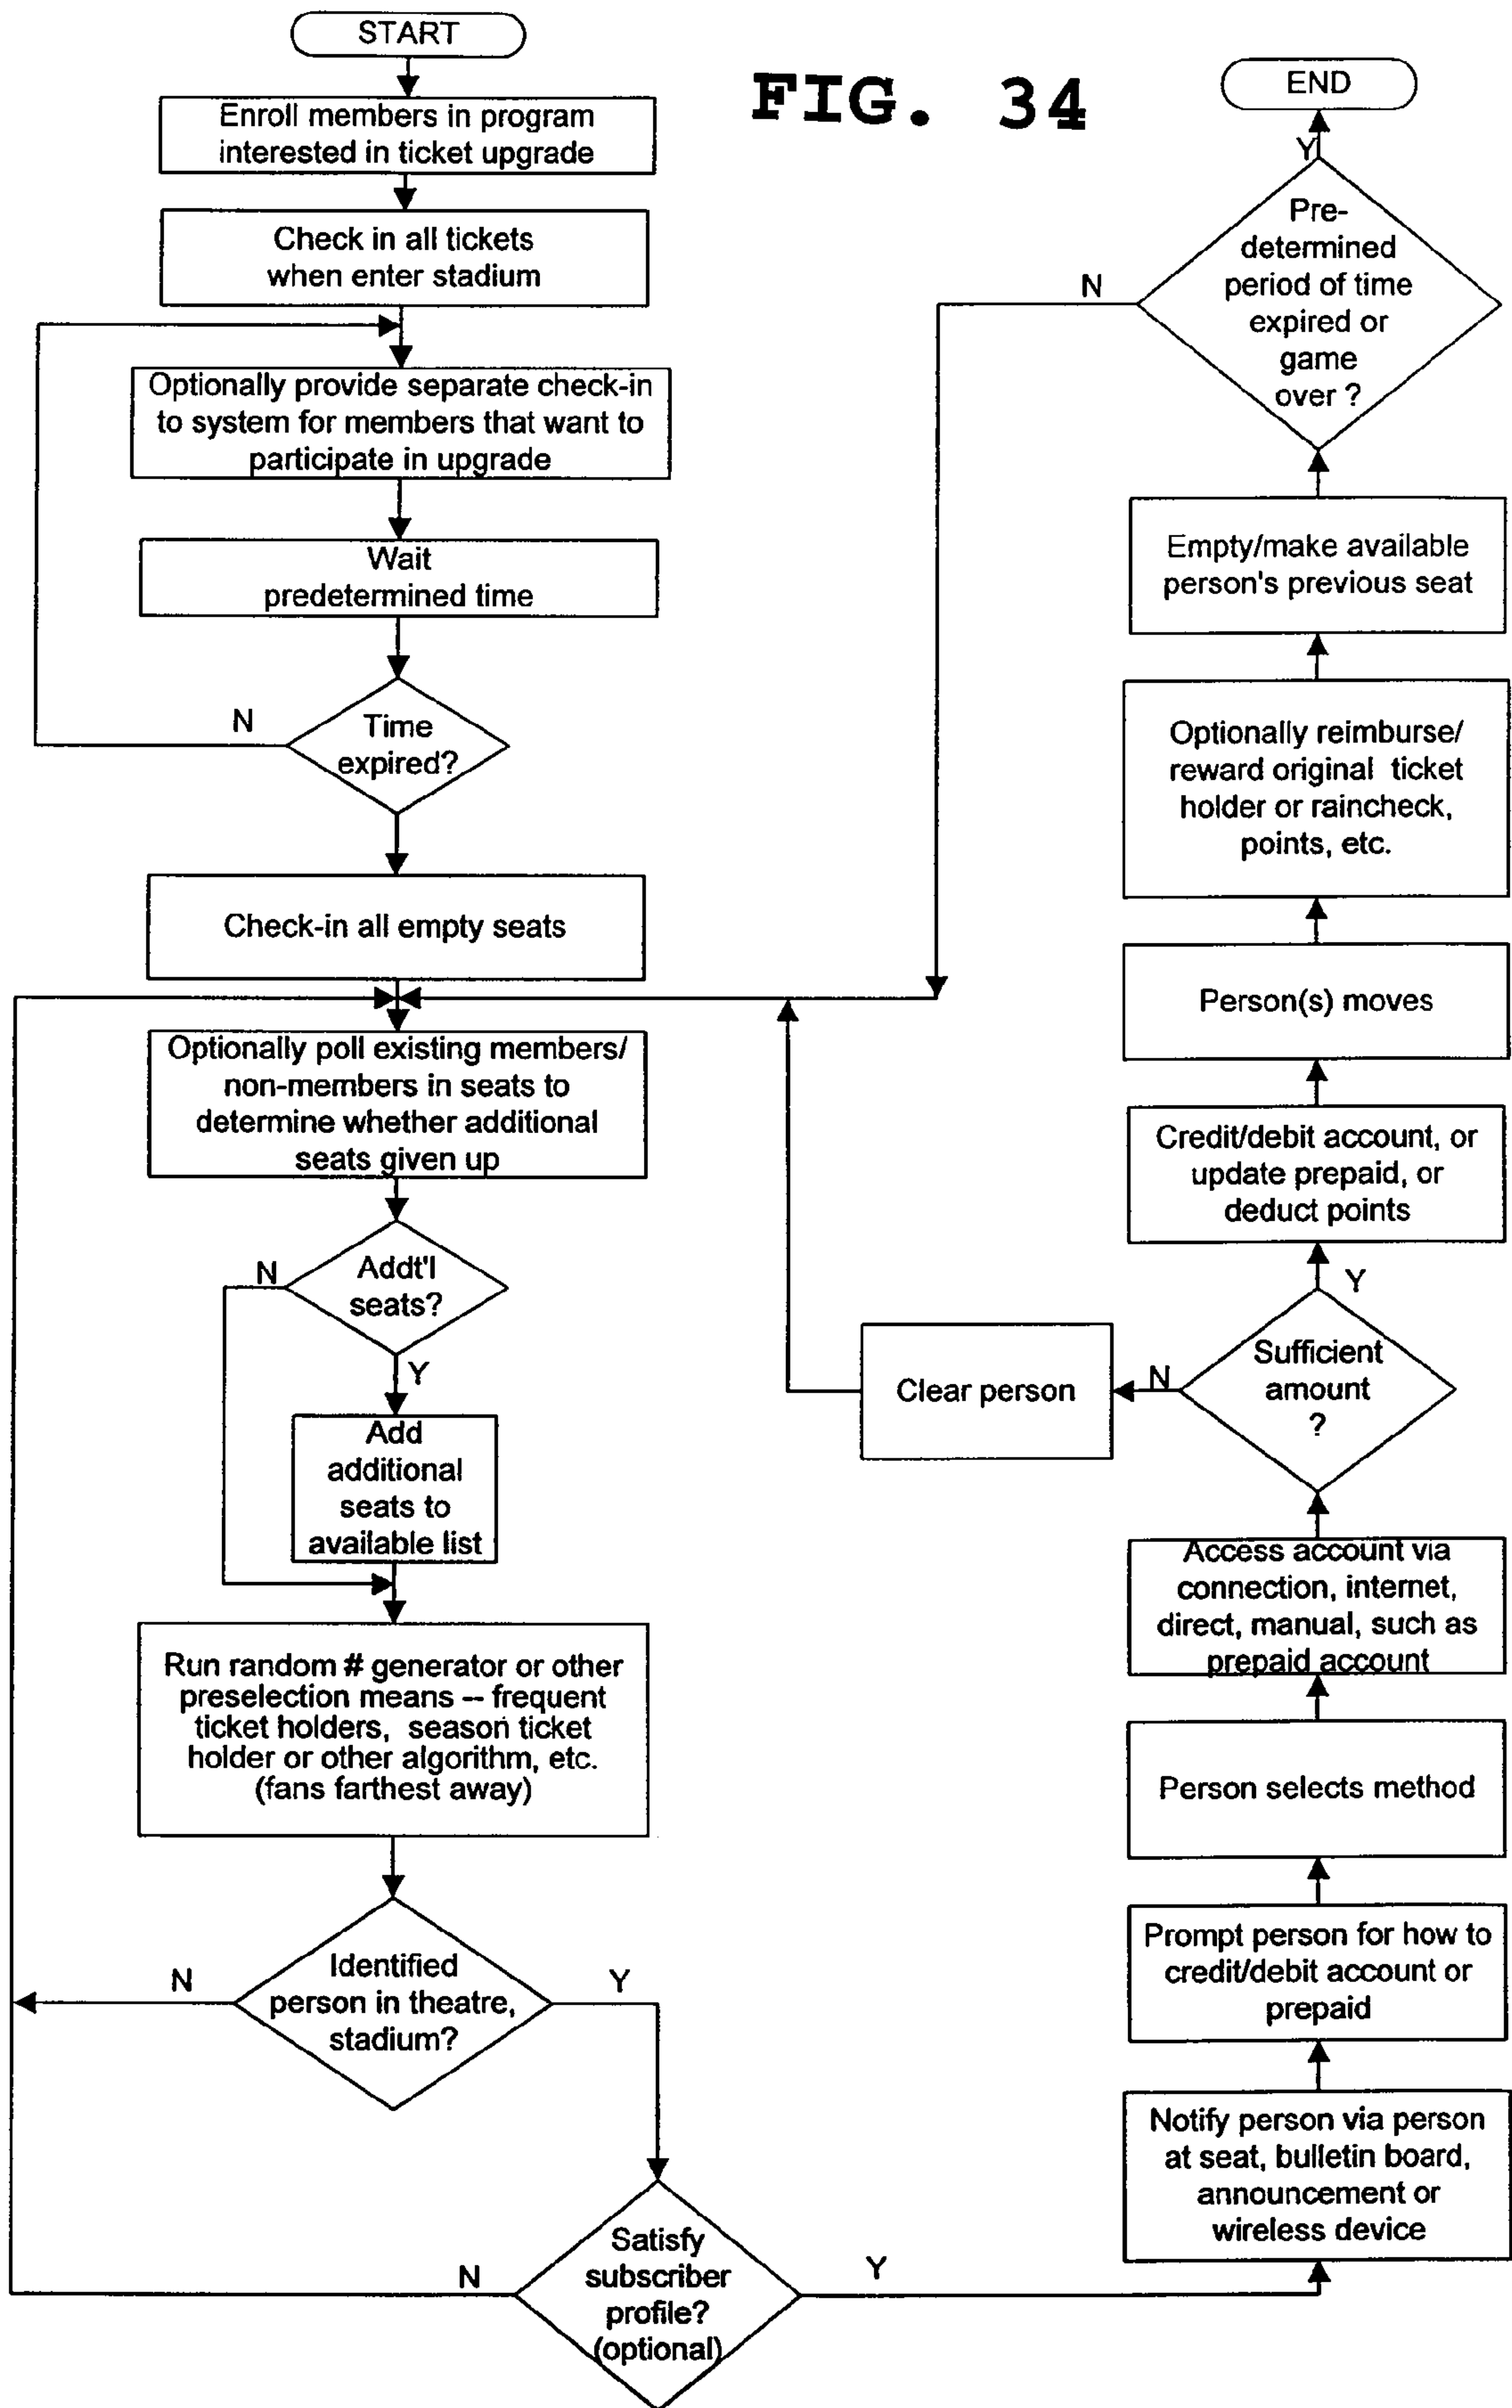 START
FIG. 34
Enroll members in program
interested in ticket upgrade
Check in all tickets
when enter stadium
Optionally provide separate check-in
to system for members that want to
participate in upgrade
Wait
predetermined time
N
Time
expired?
Check-in all empty seats
Optionally poll existing members/
non-members in seats to
determine whether additional
seats given up
N
Addt'l
seats?
Y
Add
additional
seats to
available list
Run random # generator or other
preselection means -- frequent
ticket holders, season ticket
holder or other algorithm, etc.
(fans farthest away)
N
Identified
person in theatre,
stadium?
Y
N
Satisfy
subscriber
profile?
(optional)
Y
Notify person via person
at seat, bulletin board,
announcement or
wireless device
Prompt person for how to
credit/debit account or
prepaid
Person selects method
Access account via
connection, internet,
direct, manual, such as
prepaid account
Sufficient
amount
?
N
Clear person
Y
Credit/debit account, or
update prepaid, or
deduct points
Person(s) moves
Optionally reimburse/
reward original ticket
holder or raincheck,
points, etc.
Empty/make available
person's previous seat
Pre-
determined
period of time
expired or
game
over ?
N
Y
END